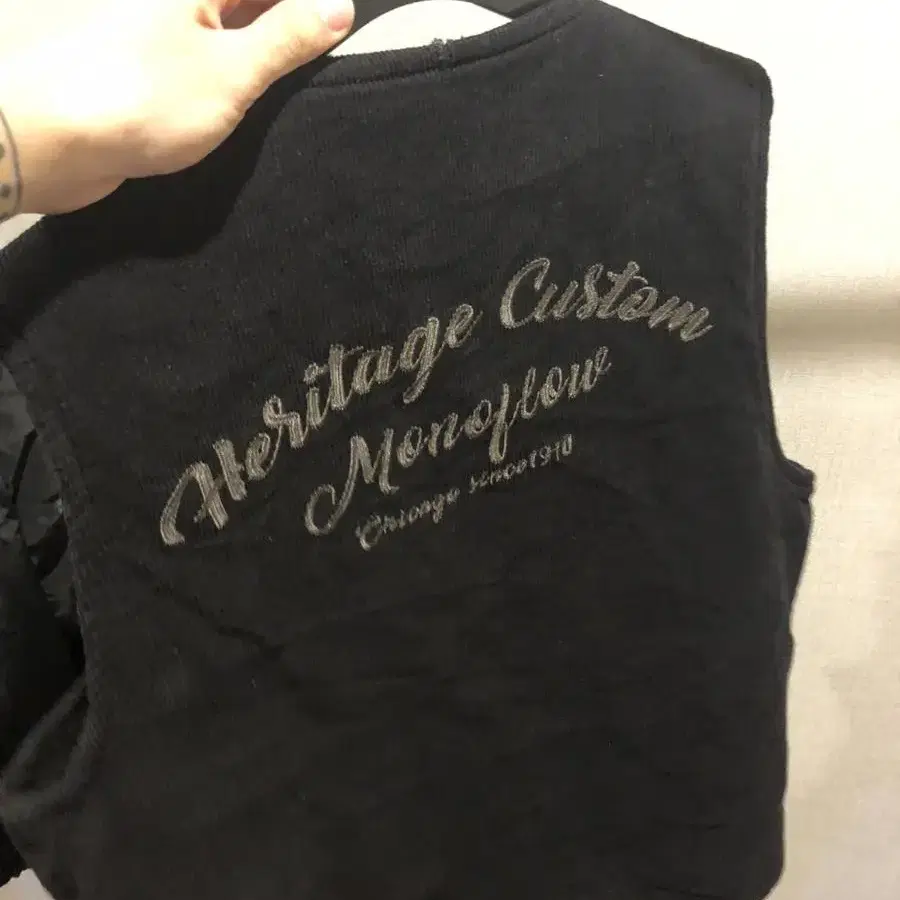 Heritage Custom
Monoflow
Chicago since1910